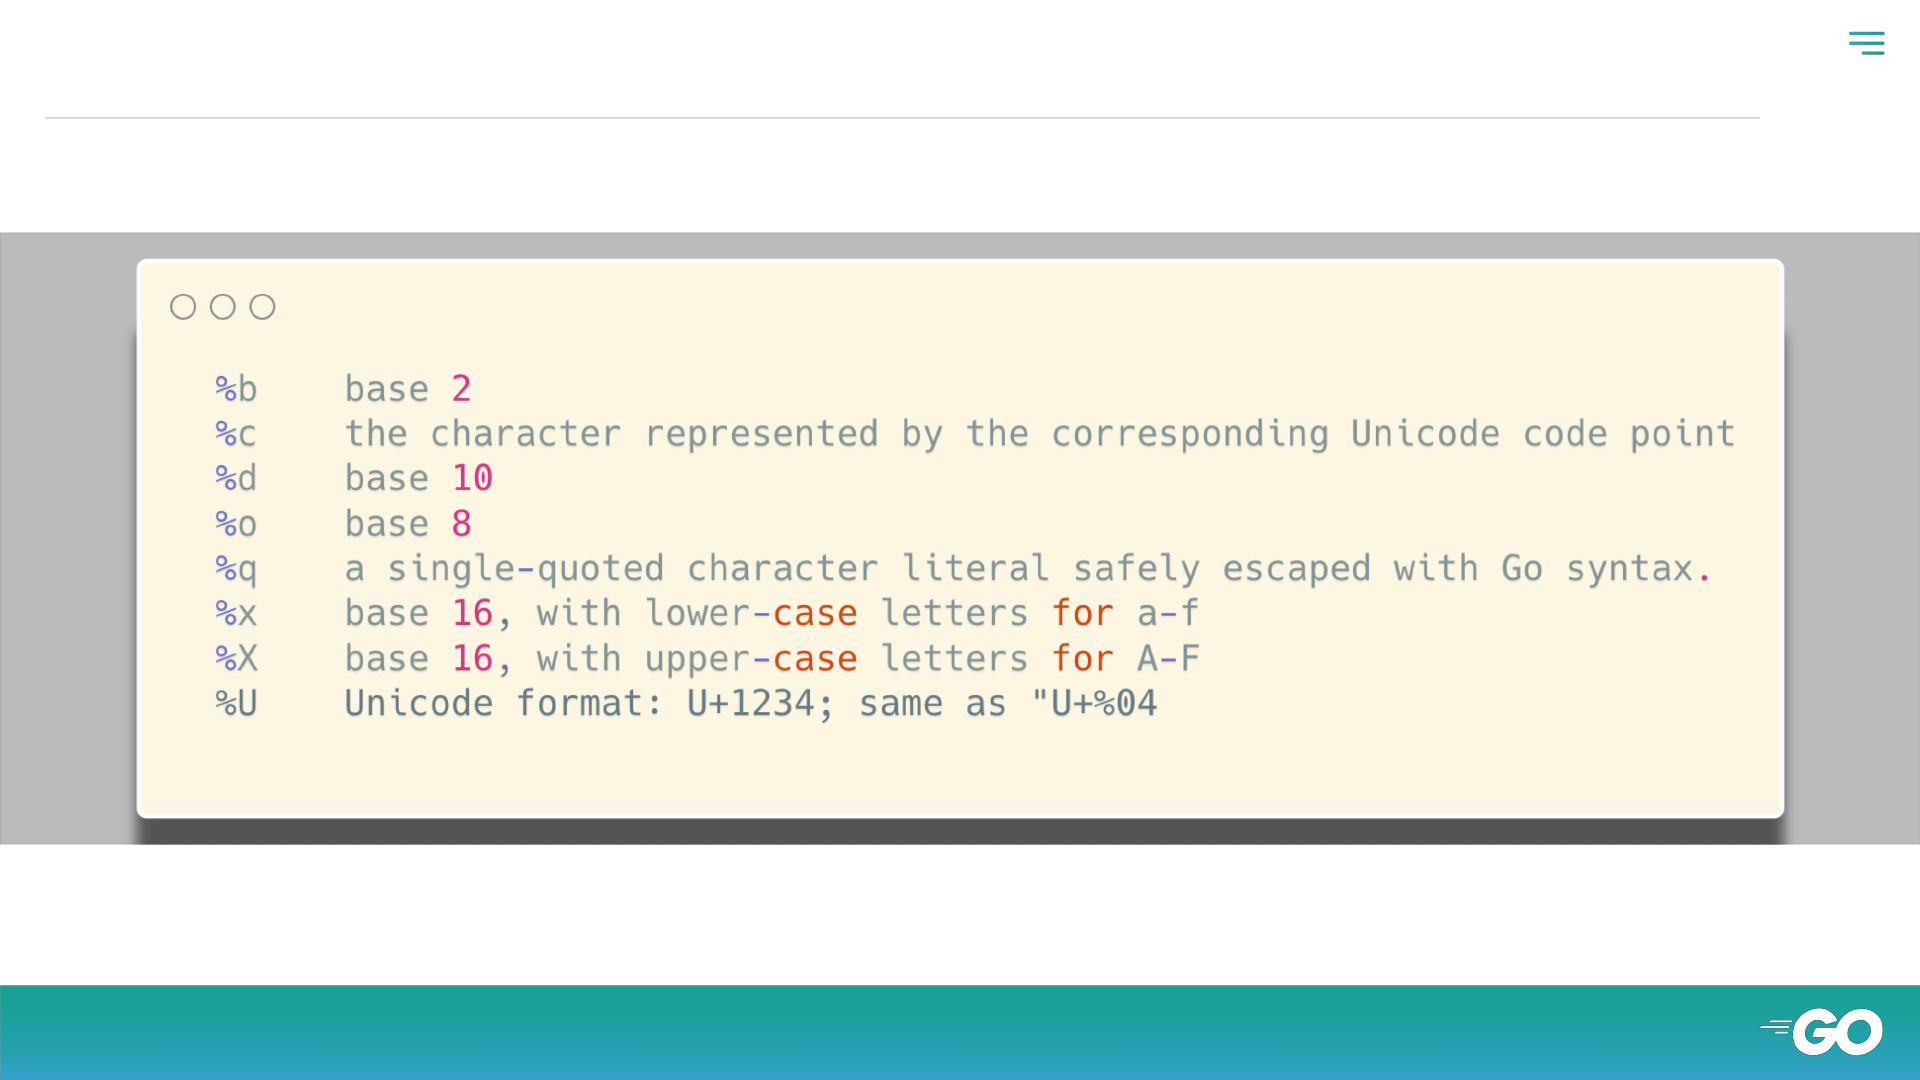 %b    base 2
%c    the character represented by the corresponding Unicode code point
%d    base 10
%o    base 8
%q    a single-quoted character literal safely escaped with Go syntax.
%x    base 16, with lower-case letters for a-f
%X    base 16, with upper-case letters for A-F
%U    Unicode format: U+1234; same as "U+%04
GO